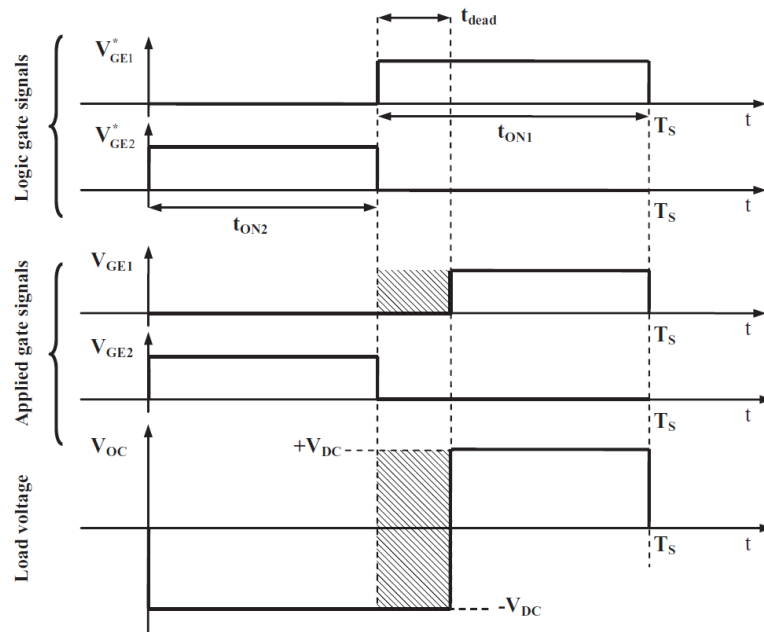 t_dead
Logic gate signals
V*_GE1
t_ON1
T_S
t
V*_GE2
t_ON2
T_S
t
Applied gate signals
V_GE1
T_S
t
V_GE2
T_S
t
Load voltage
V_OC
+V_DC
T_S
t
-V_DC